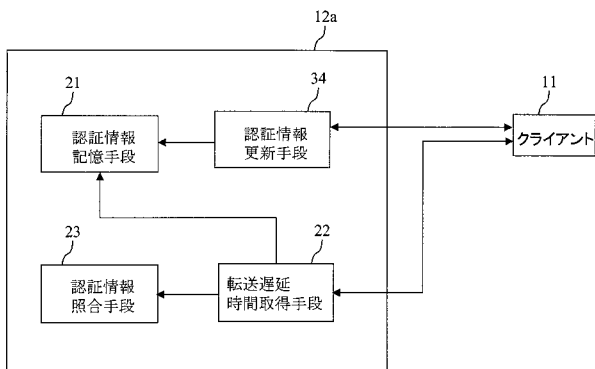 12a
21
認証情報
記憶手段
34
認証情報
更新手段
11
クライアント
23
認証情報
照合手段
22
転送遅延
時間取得手段